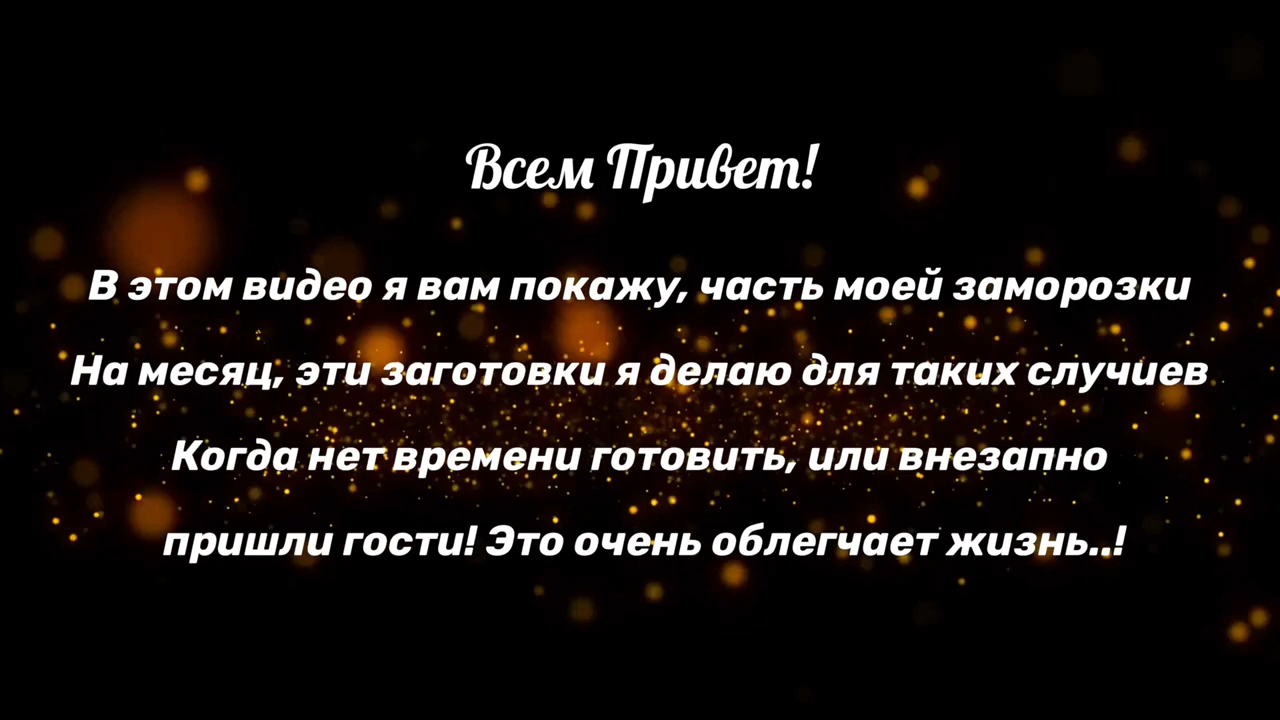 Всем Привет!
В этом видео я вам покажу, часть моей заморозки
На месяц, эти заготовки я делаю для таких случиев
Когда нет времени готовить, или внезапно
пришли гости! Это очень облегчает жизнь..!